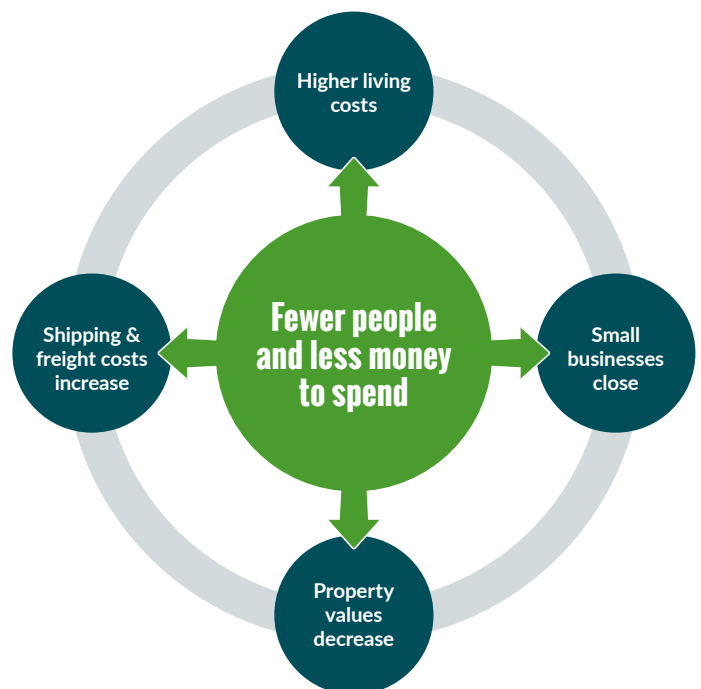 Higher living
costs
Shipping &
freight costs
increase
Fewer people
and less money
to spend
Small
businesses
close
Property
values
decrease